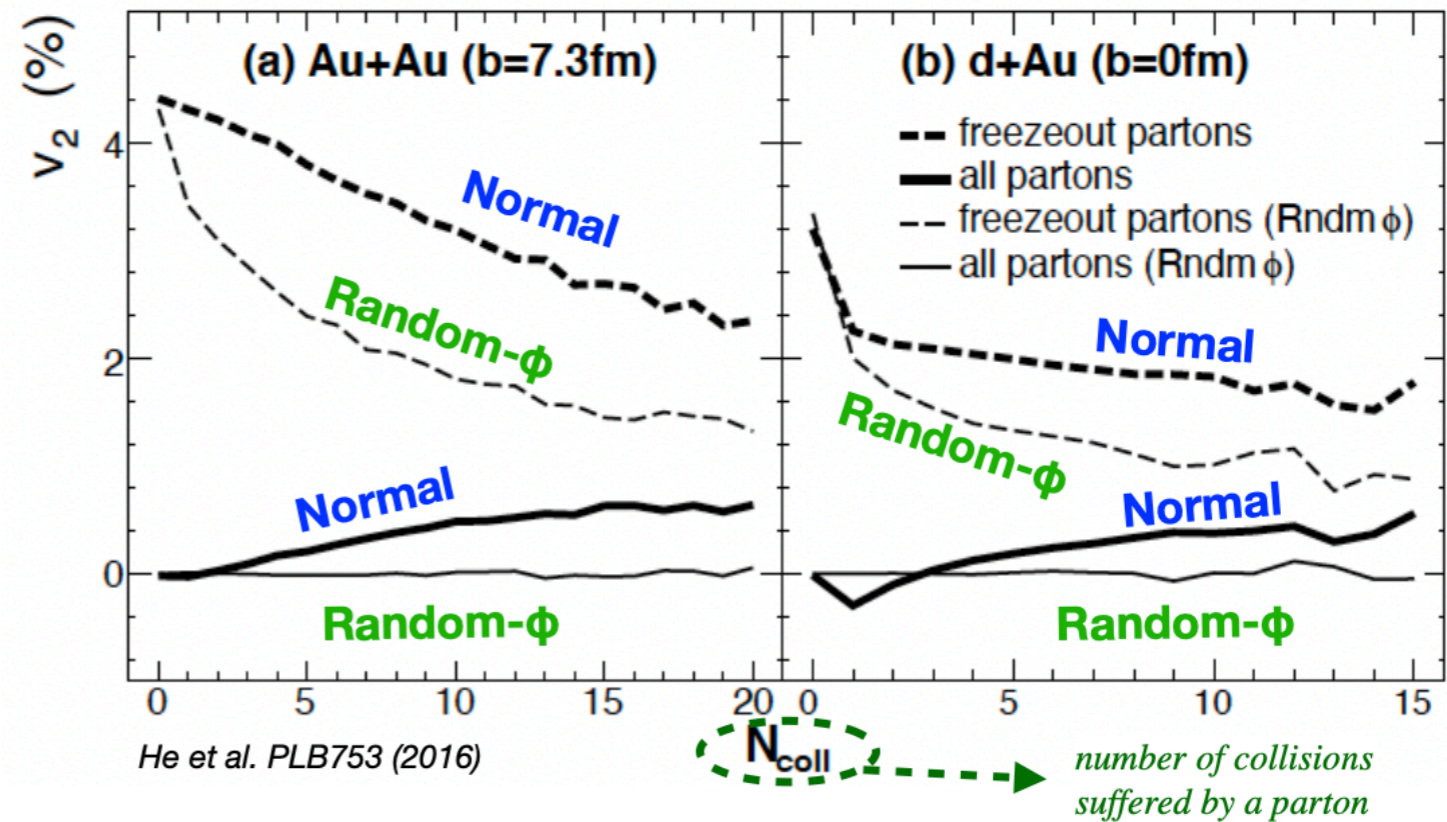 v2 (%)
(a) Au+Au (b=7.3fm)
(b) d+Au (b=0fm)
freezeout partons
all partons
freezeout partons (Rndm ϕ)
all partons (Rndm ϕ)
Normal
Random-ϕ
Normal
Random-ϕ
Normal
Random-ϕ
Normal
Random-ϕ
4
2
0
0 5 10 15 20
0 5 10 15
Ncoll
He et al. PLB753 (2016)
number of collisions
suffered by a parton